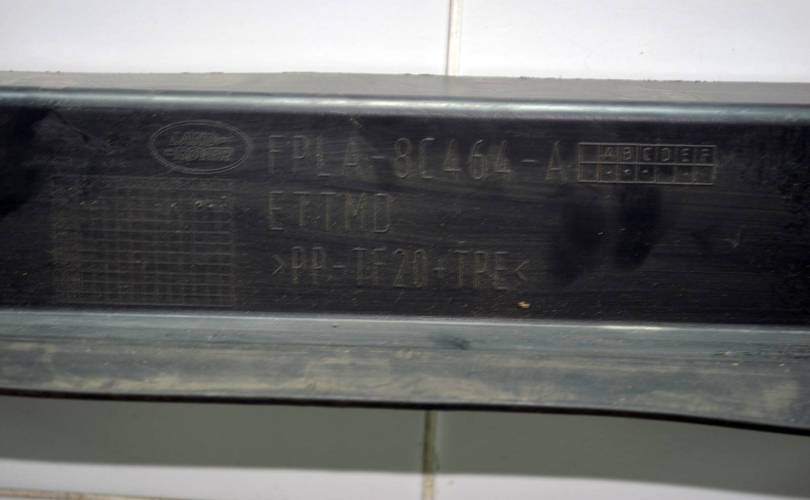 LAND ROVER
FPLA-8C464-A
A B C D E F
ETTMD
>PP-TF20+TPE<